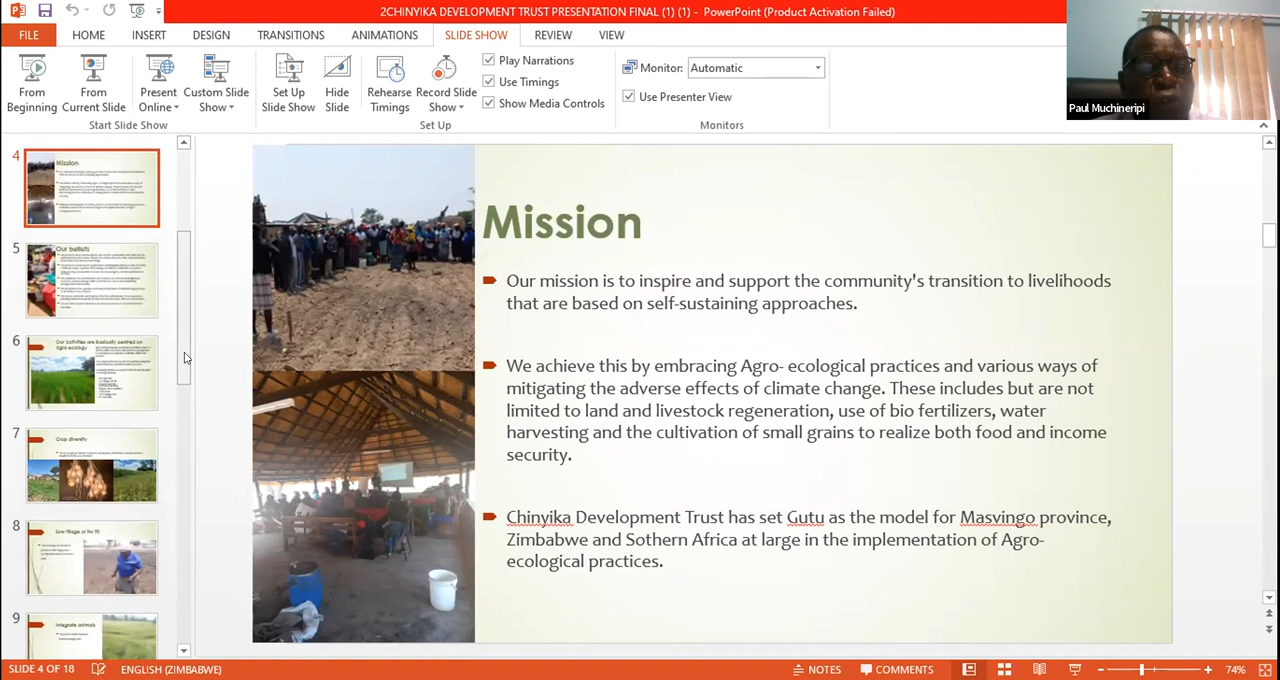 2CHINYIKA DEVELOPMENT TRUST PRESENTATION FINAL (1) (1) - PowerPoint (Product Activation Failed)
FILE HOME INSERT DESIGN TRANSITIONS ANIMATIONS SLIDE SHOW REVIEW VIEW
From Beginning
From Current Slide
Present Online
Custom Slide Show
Set Up Slide Show
Hide Slide
Rehearse Timings
Record Slide Show
Play Narrations
Use Timings
Show Media Controls
Monitor: Automatic
Use Presenter View
Start Slide Show
Set Up
Monitors
Paul Muchineripi
4
Mission
5
Our beliefs
6
Our activities are basically centred on
7
Crop diversity
8
Low Tillage or No Till
9
Integrate animals
Mission
Our mission is to inspire and support the community's transition to livelihoods
that are based on self-sustaining approaches.
We achieve this by embracing Agro- ecological practices and various ways of
mitigating the adverse effects of climate change. These includes but are not
limited to land and livestock regeneration, use of bio fertilizers, water
harvesting and the cultivation of small grains to realize both food and income
security.
Chinyika Development Trust has set Gutu as the model for Masvingo province,
Zimbabwe and Sothern Africa at large in the implementation of Agro-
ecological practices.
SLIDE 4 OF 18 ENGLISH (ZIMBABWE) NOTES COMMENTS 74%